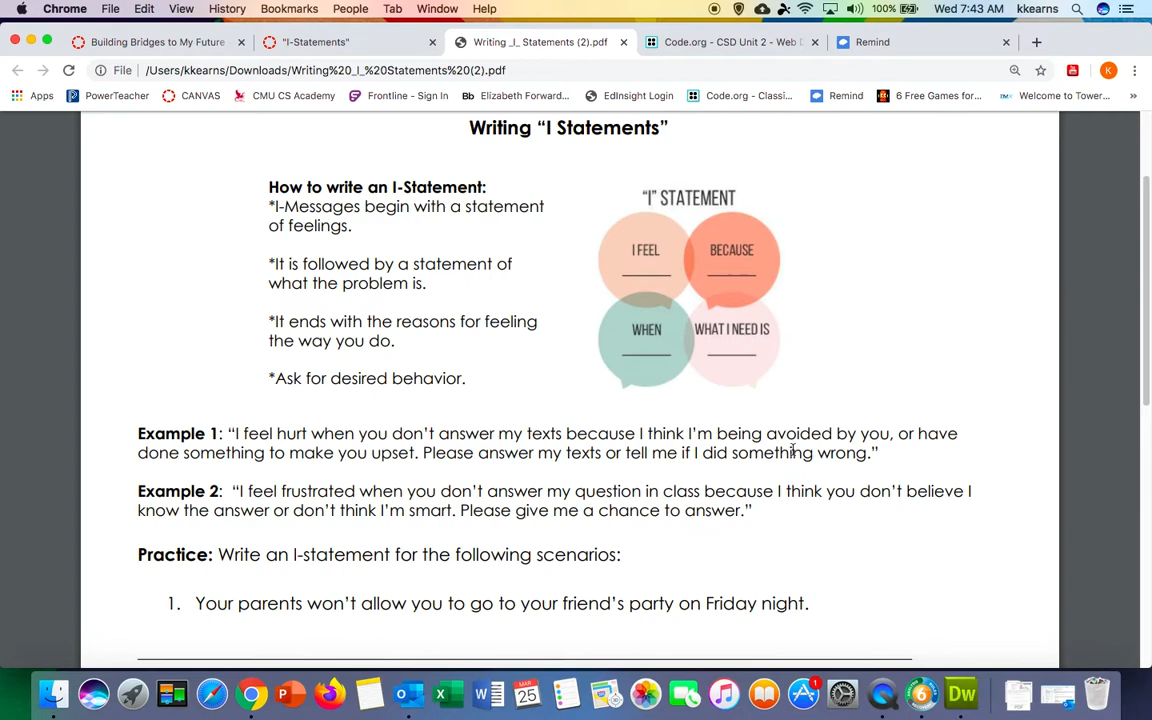 Chrome File Edit View History Bookmarks People Tab Window Help 100% Wed 7:43 AM kkearns
Building Bridges to My Future "I-Statements" Writing _I_ Statements (2).pdf Code.org - CSD Unit 2 - Web Remind
File /Users/kkearns/Downloads/Writing%20_I_%20Statements%20(2).pdf K
Apps PowerTeacher CANVAS CMU CS Academy Frontline - Sign In Bb Elizabeth Forward... EdInsight Login Code.org - Classi... Remind 6 Free Games for... Welcome to Tower...
Writing “I Statements”
How to write an I-Statement:
*I-Messages begin with a statement
of feelings.
*It is followed by a statement of
what the problem is.
*It ends with the reasons for feeling
the way you do.
*Ask for desired behavior.
“I” STATEMENT
I FEEL BECAUSE
WHEN WHAT I NEED IS
Example 1: “I feel hurt when you don’t answer my texts because I think I’m being avoided by you, or have
done something to make you upset. Please answer my texts or tell me if I did something wrong.”
Example 2: “I feel frustrated when you don’t answer my question in class because I think you don’t believe I
know the answer or don’t think I’m smart. Please give me a chance to answer.”
Practice: Write an I-statement for the following scenarios:
1. Your parents won’t allow you to go to your friend’s party on Friday night.
MAR
25
1
6
Dw